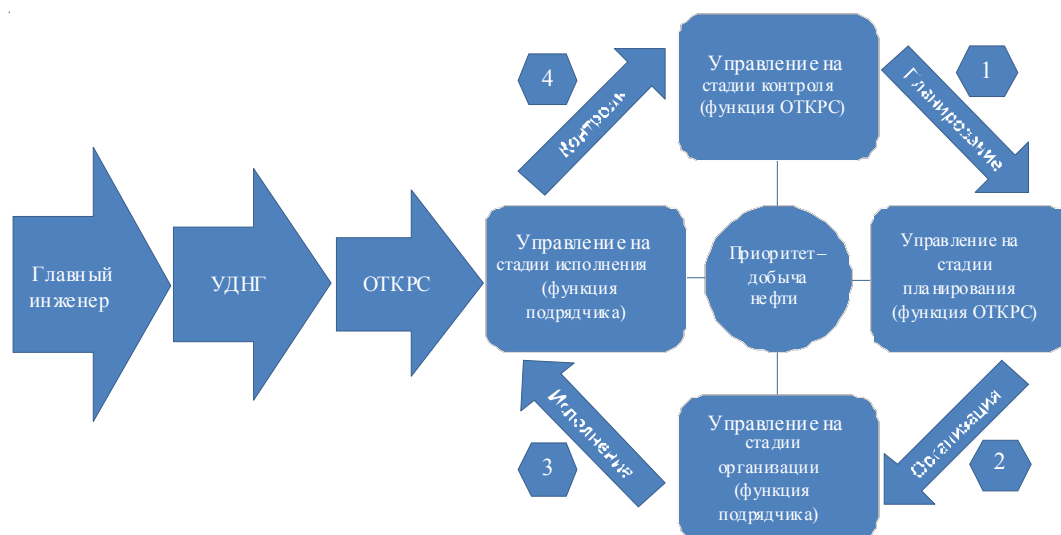 Главный
инженер
УДНГ
ОТКРС
Управление на
стадии исполнения
(функция
подрядчика)
4
Контроль
Управление на
стадии контроля
(функция ОТКРС)
Планирование
1
Приоритет –
добыча
нефти
Управление на
стадии
планирования
(функция ОТКРС)
Организация
2
Управление на
стадии
организации
(функция
подрядчика)
Исполнение
3